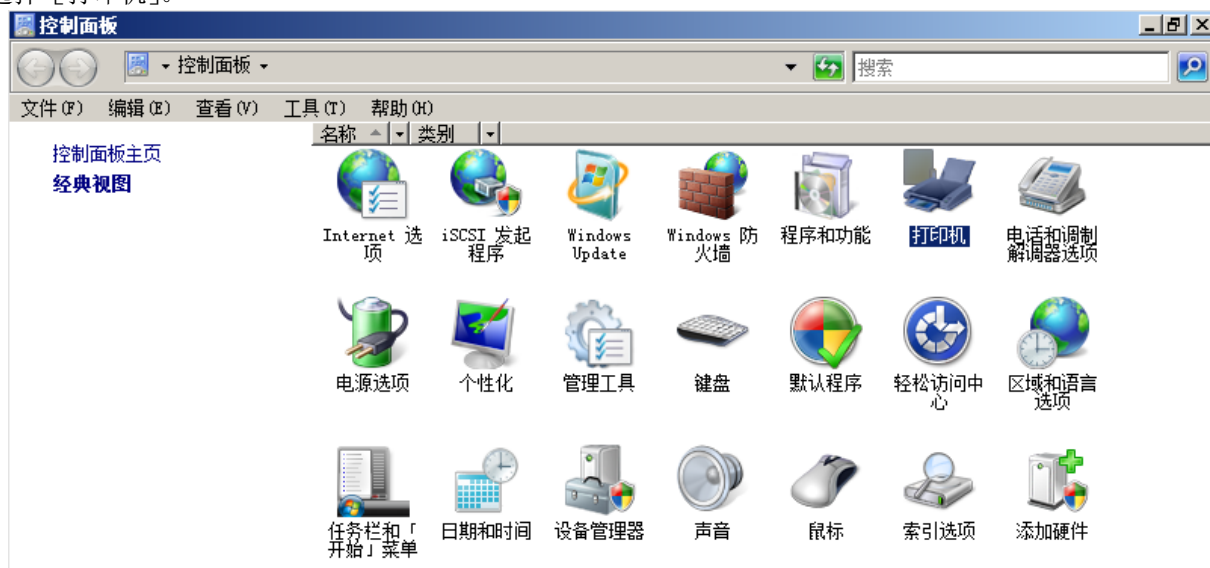 选择「打印机」。
控制面板
控制面板
搜索
文件(F) 编辑(E) 查看(V) 工具(T) 帮助(H)
名称 类别
控制面板主页
经典视图
Internet 选项
iSCSI 发起程序
Windows Update
Windows 防火墙
程序和功能
打印机
电话和调制解调器选项
电源选项
个性化
管理工具
键盘
默认程序
轻松访问中心
区域和语言选项
任务栏和「开始」菜单
日期和时间
设备管理器
声音
鼠标
索引选项
添加硬件